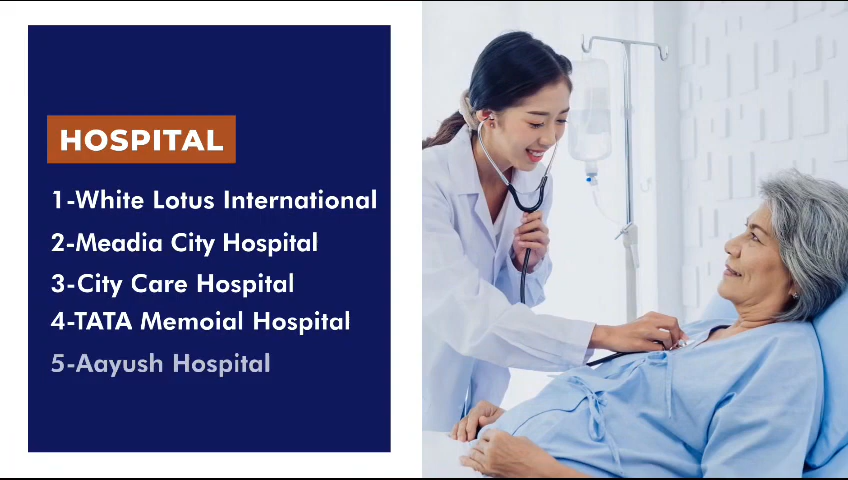 HOSPITAL
1-White Lotus International
2-Meadia City Hospital
3-City Care Hospital
4-TATA Memoial Hospital
5-Aayush Hospital